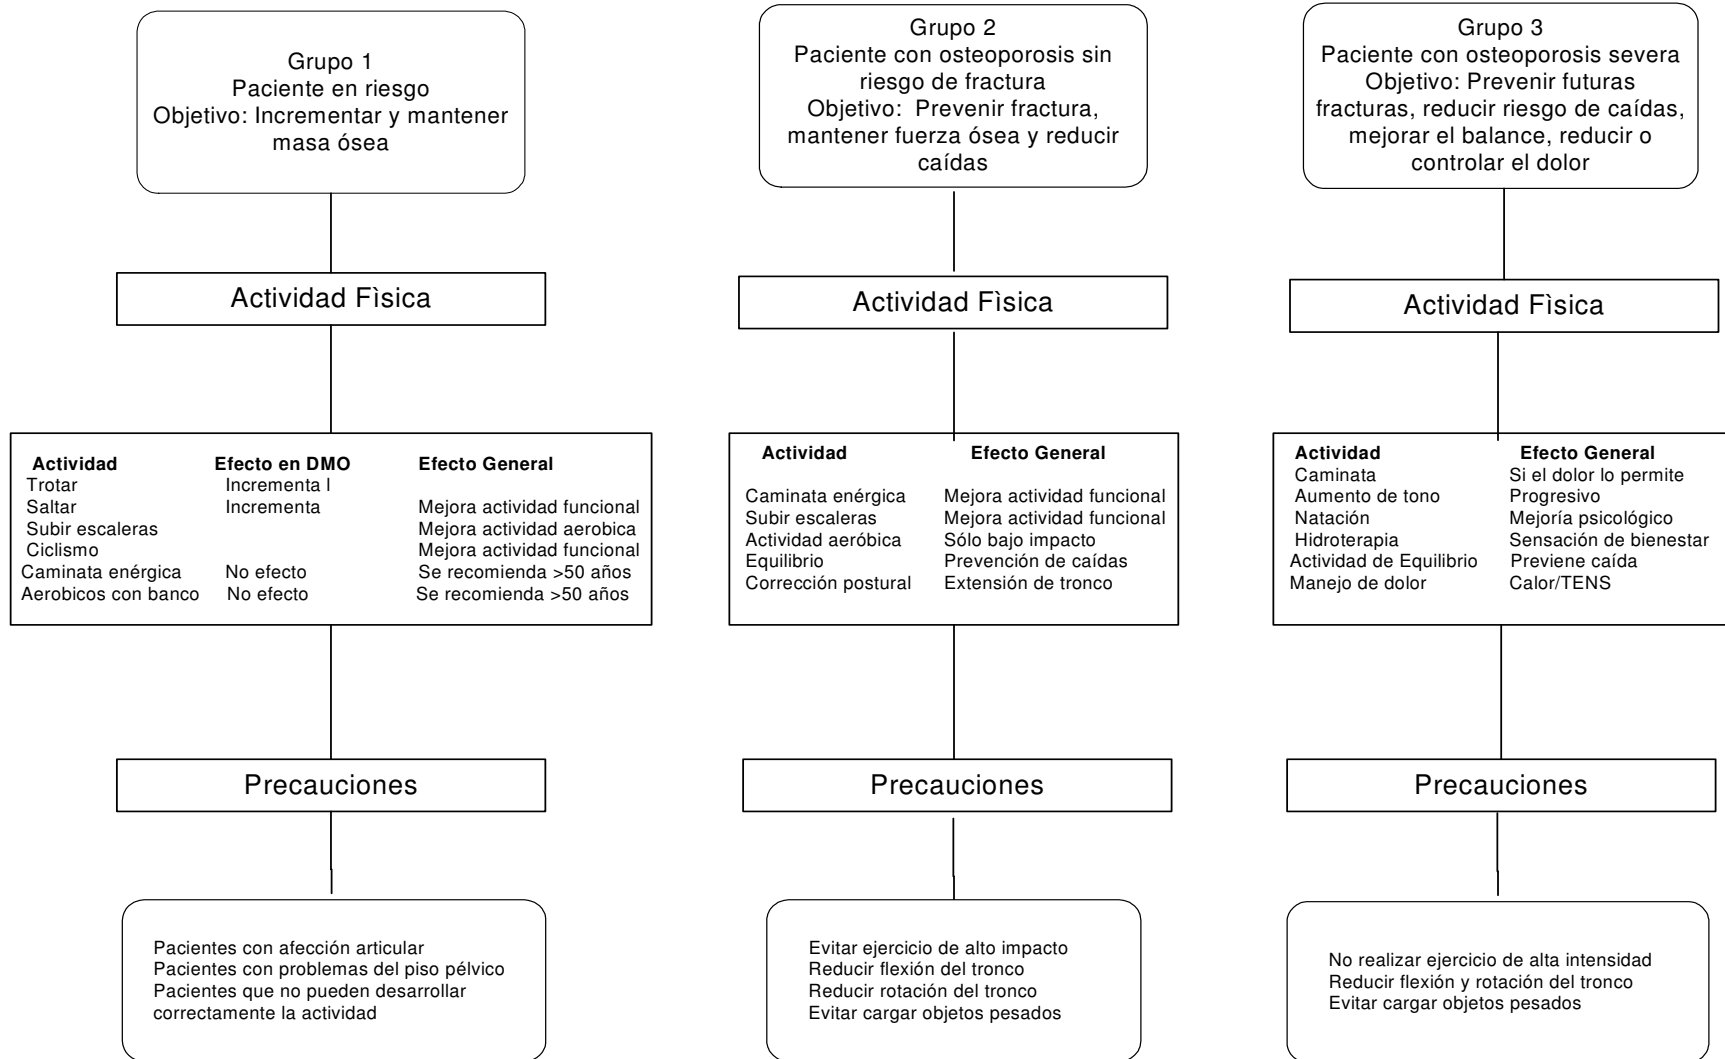 Grupo 1
Paciente en riesgo
Objetivo: Incrementar y mantener
masa ósea
Actividad Fìsica
Actividad Efecto en DMO Efecto General
Trotar Incrementa l
Saltar Incrementa Mejora actividad funcional
Subir escaleras Mejora actividad aerobica
Ciclismo Mejora actividad funcional
Caminata enérgica No efecto Se recomienda >50 años
Aerobicos con banco No efecto Se recomienda >50 años
Precauciones
Pacientes con afección articular
Pacientes con problemas del piso pélvico
Pacientes que no pueden desarrollar
correctamente la actividad
Grupo 2
Paciente con osteoporosis sin
riesgo de fractura
Objetivo: Prevenir fractura,
mantener fuerza ósea y reducir
caídas
Actividad Fìsica
Actividad Efecto General
Caminata enérgica Mejora actividad funcional
Subir escaleras Mejora actividad funcional
Actividad aeróbica Sólo bajo impacto
Equilibrio Prevención de caídas
Corrección postural Extensión de tronco
Precauciones
Evitar ejercicio de alto impacto
Reducir flexión del tronco
Reducir rotación del tronco
Evitar cargar objetos pesados
Grupo 3
Paciente con osteoporosis severa
Objetivo: Prevenir futuras
fracturas, reducir riesgo de caídas,
mejorar el balance, reducir o
controlar el dolor
Actividad Fìsica
Actividad Efecto General
Caminata Si el dolor lo permite
Aumento de tono Progresivo
Natación Mejoría psicológico
Hidroterapia Sensación de bienestar
Actividad de Equilibrio Previene caída
Manejo de dolor Calor/TENS
Precauciones
No realizar ejercicio de alta intensidad
Reducir flexión y rotación del tronco
Evitar cargar objetos pesados